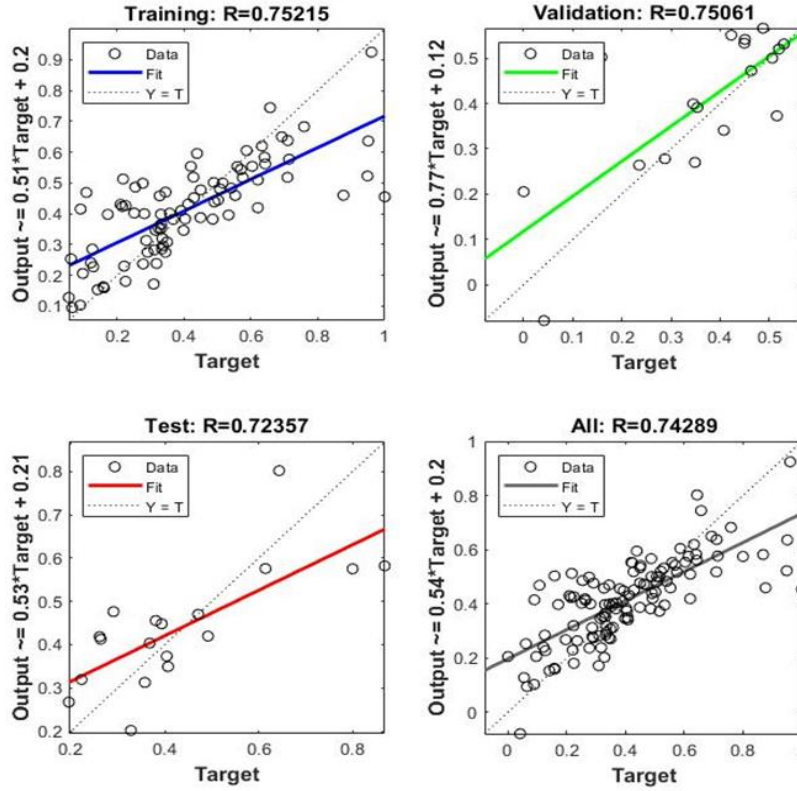 Training: R=0.75215
Output ~= 0.51*Target + 0.2
0.9
0.8
0.7
0.6
0.5
0.4
0.3
0.2
0.1
Data
Fit
Y = T
0.2 0.4 0.6 0.8 1
Target
Validation: R=0.75061
Output ~= 0.77*Target + 0.12
0.5
0.4
0.3
0.2
0.1
0
Data
Fit
Y = T
0 0.1 0.2 0.3 0.4 0.5
Target
Test: R=0.72357
Output ~= 0.53*Target + 0.21
0.8
0.7
0.6
0.5
0.4
0.3
0.2
Data
Fit
Y = T
0.2 0.4 0.6 0.8
Target
All: R=0.74289
Output ~= 0.54*Target + 0.2
1
0.8
0.6
0.4
0.2
0
Data
Fit
Y = T
0 0.2 0.4 0.6 0.8
Target